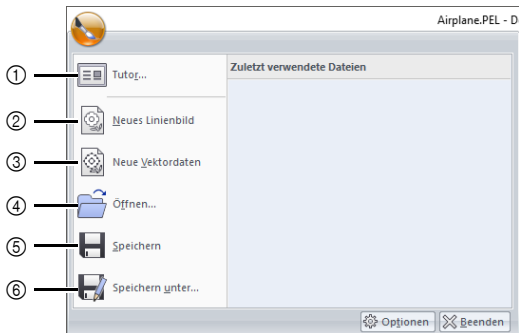 Airplane.PEL - D
① Tutor...
Zuletzt verwendete Dateien
② Neues Linienbild
③ Neue Vektordaten
④ Öffnen...
⑤ Speichern
⑥ Speichern unter...
Optionen
Beenden